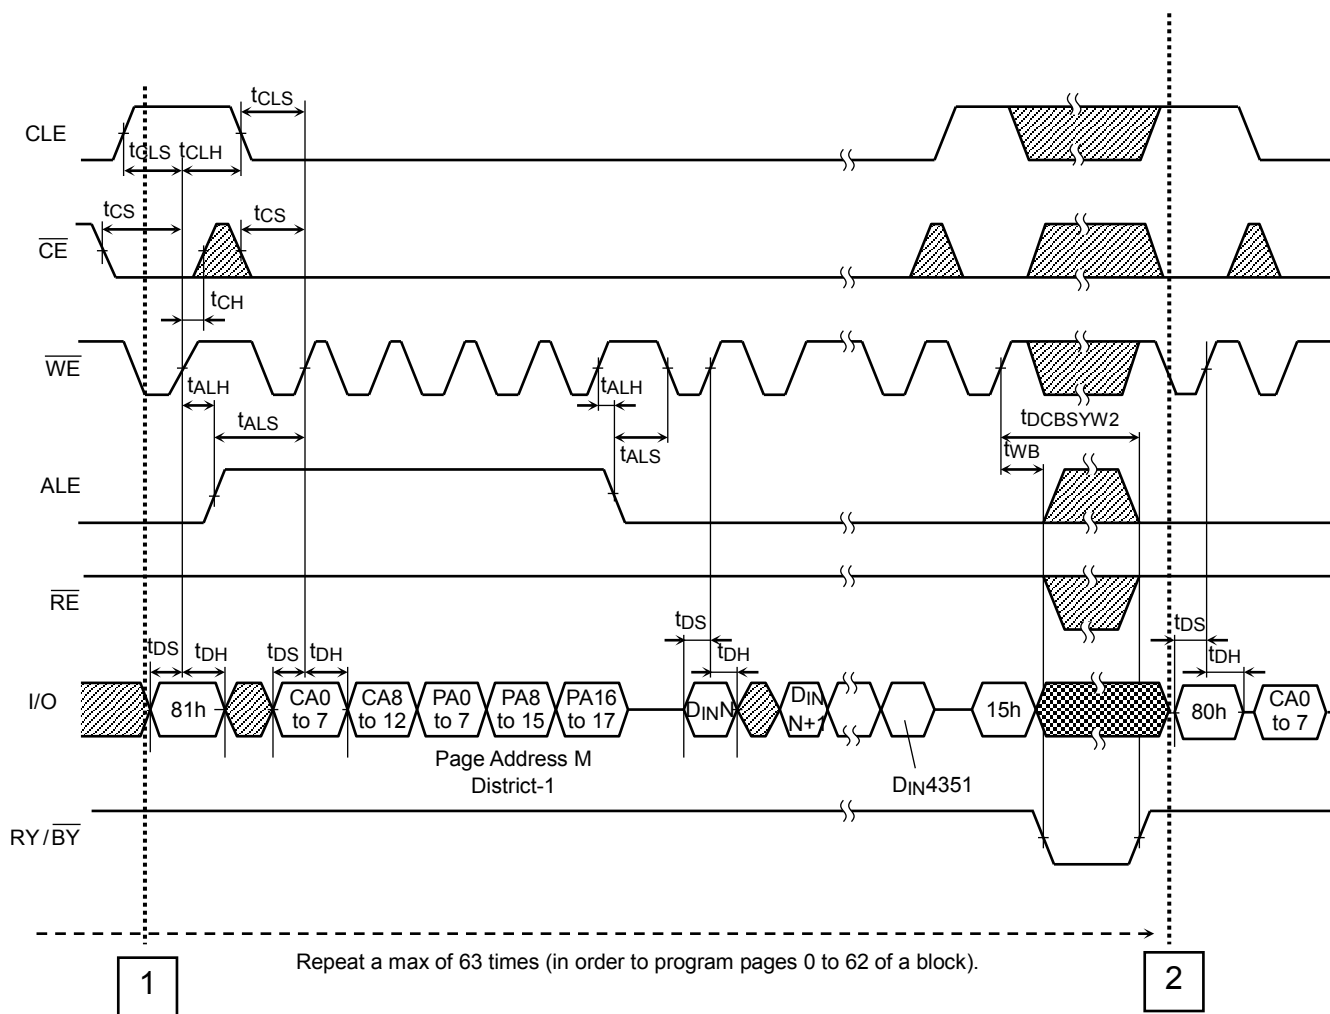 tCLS
CLE
tCLS tCLH
tCS tCS
CE
tCH
WE
tALH tALH
tALS tDCBSYW2
tALS tWB
ALE
RE
tDS tDH tDS tDH tDS tDH tDS tDH
I/O
81h
CA0 to 7
CA8 to 12
PA0 to 7
PA8 to 15
PA16 to 17
DINN
DIN N+1
15h
80h
CA0 to 7
Page Address M
District-1
DIN4351
RY/BY
Repeat a max of 63 times (in order to program pages 0 to 62 of a block).
1
2